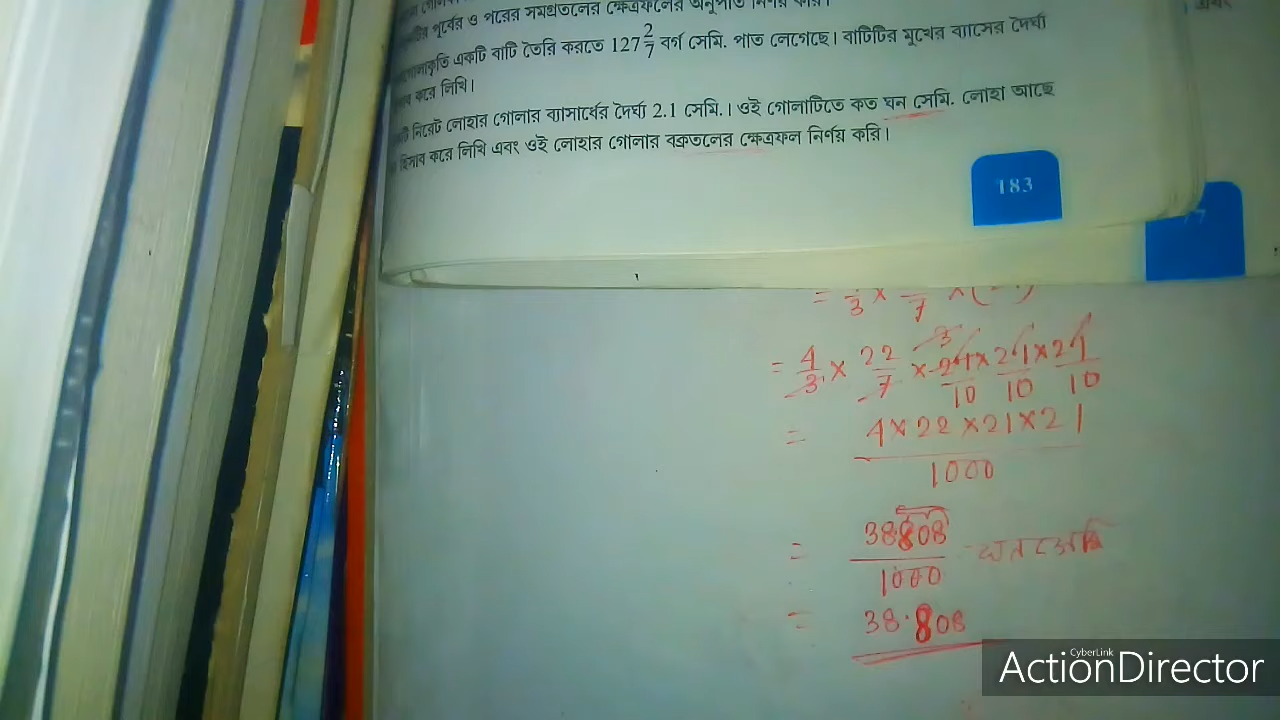 পূর্বের ও পরের সমগ্রতলের ক্ষেত্রফলের অনুপাত নির্ণয় করি।
একটি বাটি তৈরি করতে 127 2/7 বর্গ সেমি. পাত লেগেছে। বাটিটির মুখের ব্যাসের দৈর্ঘ্য
করে লিখি।
নিরেট লোহার গোলার ব্যাসার্ধের দৈর্ঘ্য 2.1 সেমি.। ওই গোলাটিতে কত ঘন সেমি. লোহা আছে
হিসাব করে লিখি এবং ওই লোহার গোলার বক্রতলের ক্ষেত্রফল নির্ণয় করি।
183
= 4/3 × 22/7 × 21/10 × 21/10 × 21/10
= 4×22×21×21/1000
= 38808/1000 ঘনসেমি
= 38.808
CyberLink
ActionDirector